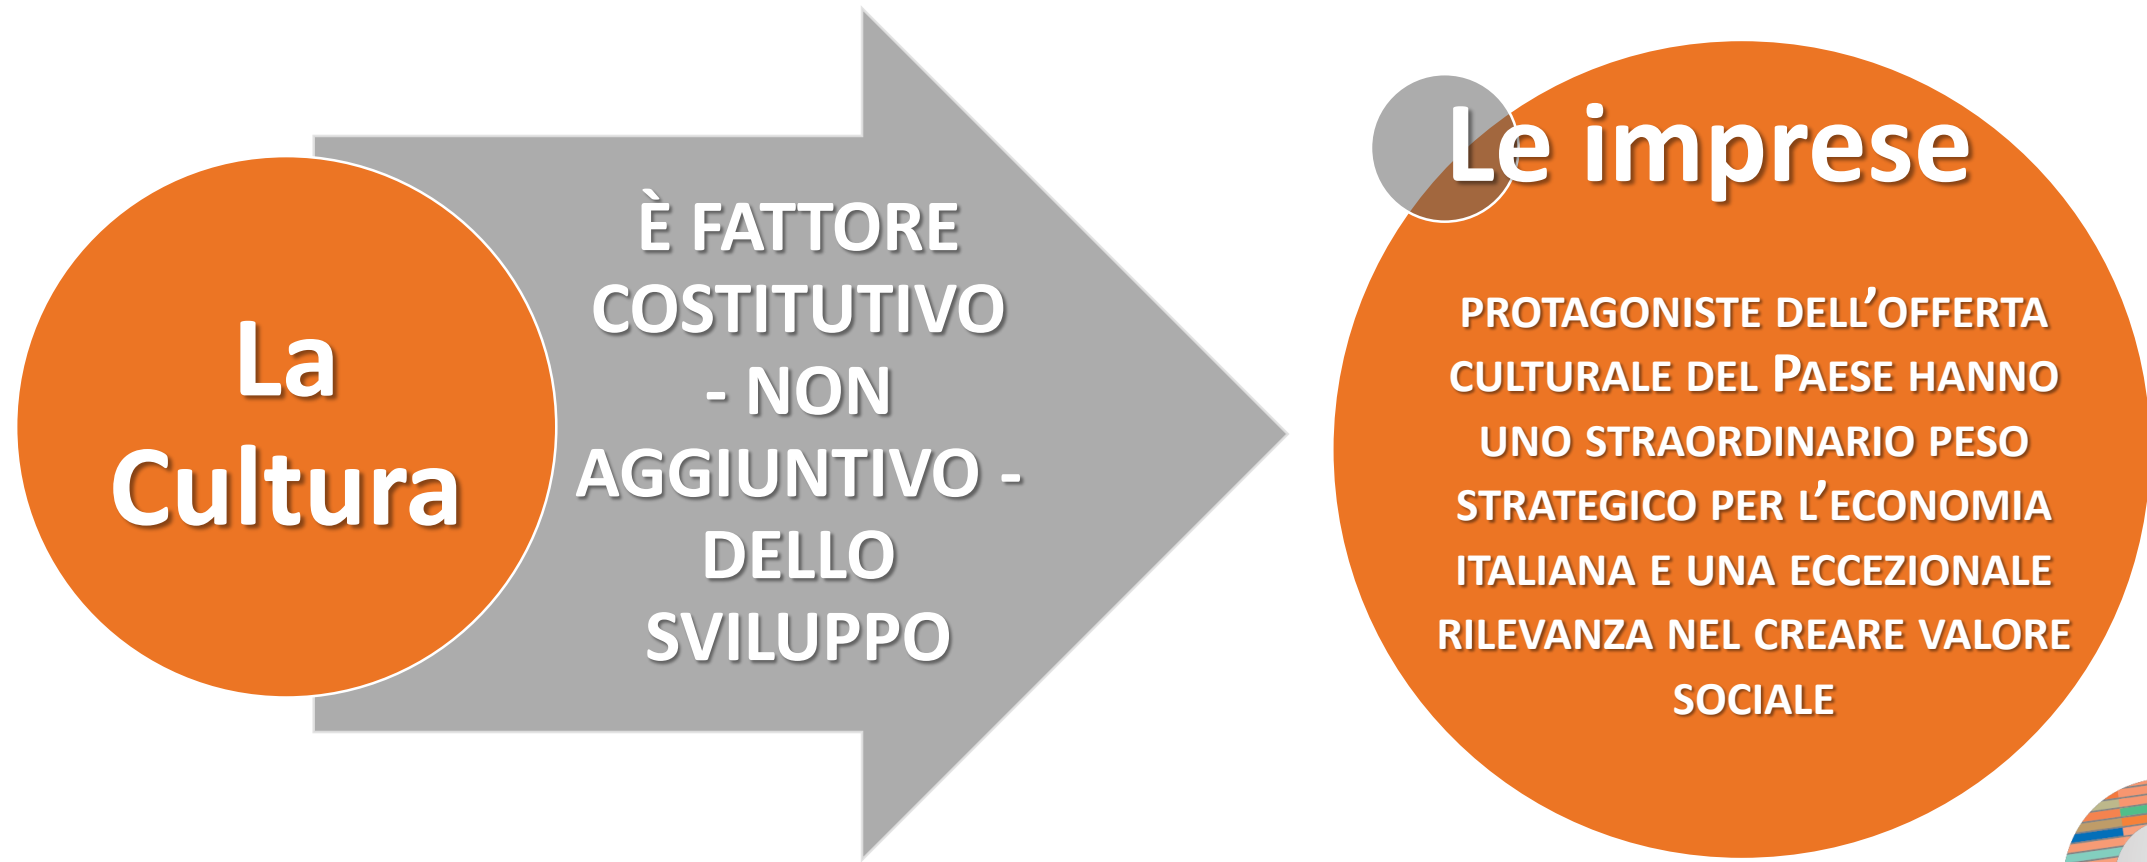 La
Cultura
È FATTORE
COSTITUTIVO
- NON
AGGIUNTIVO -
DELLO
SVILUPPO
Le imprese
PROTAGONISTE DELL’OFFERTA
CULTURALE DEL PAESE HANNO
UNO STRAORDINARIO PESO
STRATEGICO PER L’ECONOMIA
ITALIANA E UNA ECCEZIONALE
RILEVANZA NEL CREARE VALORE
SOCIALE